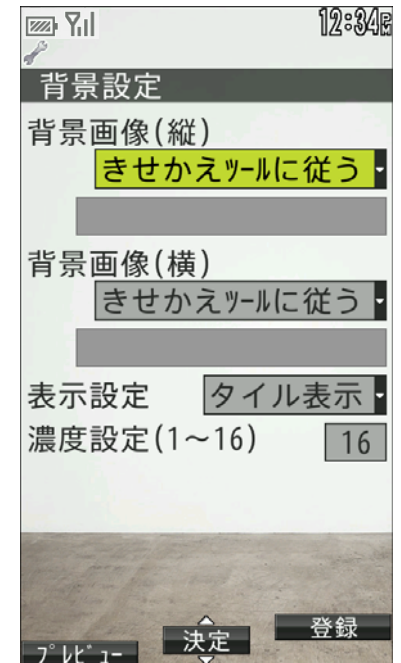 12:34
背景設定
背景画像(縦)
きせかえﾂｰﾙに従う
背景画像(横)
きせかえﾂｰﾙに従う
表示設定 タイル表示
濃度設定(1～16) 16
登録
決定
ﾌﾟﾚﾋﾞｭｰ